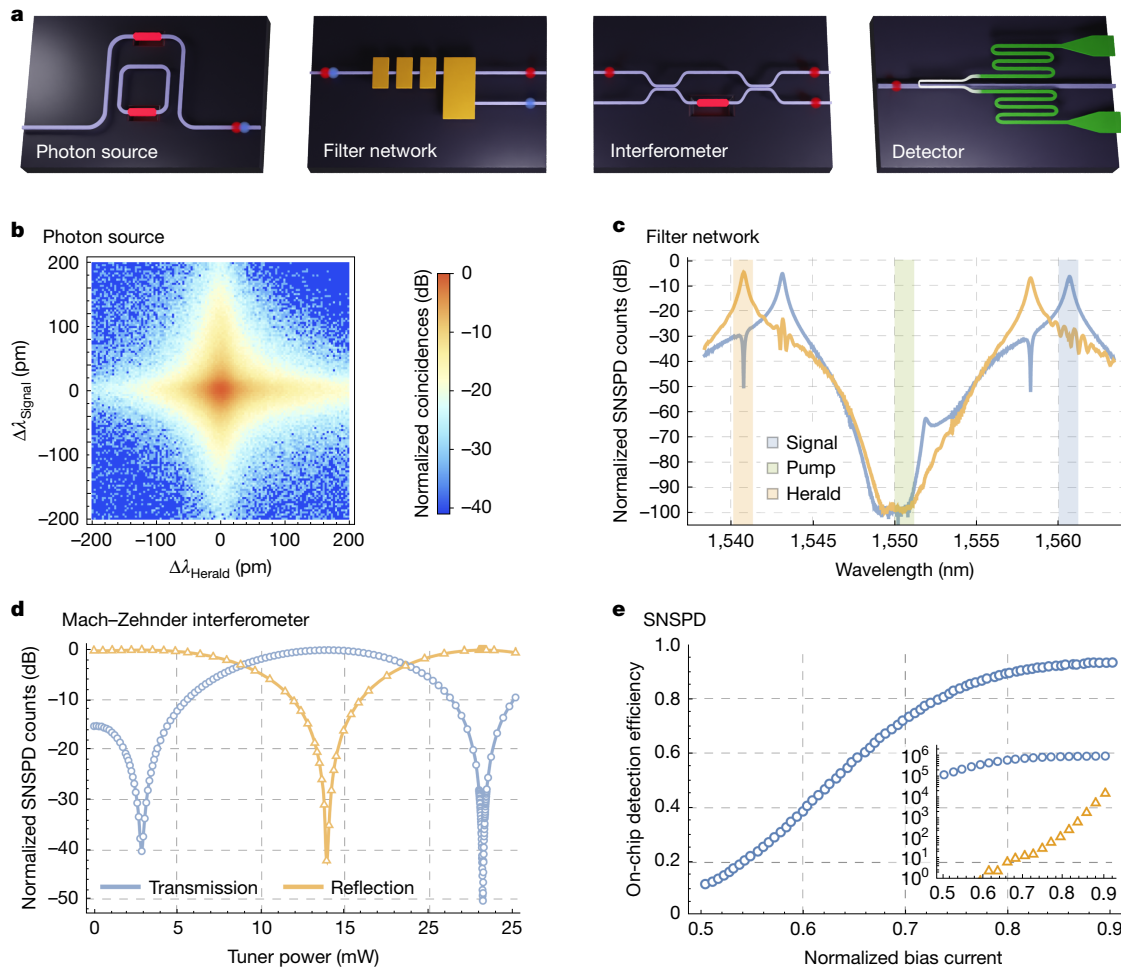 a
Photon source
Filter network
Interferometer
Detector
b Photon source
200
100
0
−100
−200
ΔλSignal (pm)
−200 −100 0 100 200
ΔλHerald (pm)
Normalized coincidences (dB)
0
−10
−20
−30
−40
c Filter network
Normalized SNSPD counts (dB)
0
−10
−20
−30
−40
−50
−60
−70
−80
−90
−100
Signal
Pump
Herald
1,540 1,545 1,550 1,555 1,560
Wavelength (nm)
d Mach–Zehnder interferometer
Normalized SNSPD counts (dB)
0
−10
−20
−30
−40
−50
Transmission Reflection
0 5 10 15 25 25
Tuner power (mW)
e SNSPD
On-chip detection efficiency
1.0
0.8
0.6
0.4
0.2
0
10⁶
10⁵
10⁴
10³
10²
10¹
10⁰
0.5 0.6 0.7 0.8 0.9
0.5 0.6 0.7 0.8 0.9
Normalized bias current